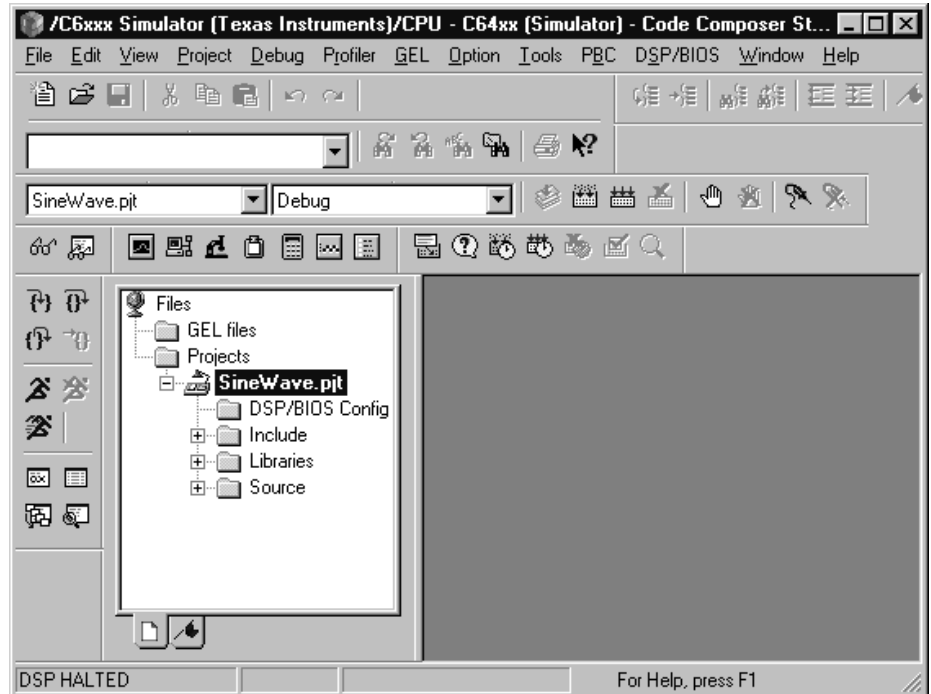 /C6xxx Simulator (Texas Instruments)/CPU - C64xx (Simulator) - Code Composer St...
File Edit View Project Debug Profiler GEL Option Tools PBC DSP/BIOS Window Help
SineWave.pjt Debug
Files
GEL files
Projects
SineWave.pjt
DSP/BIOS Config
Include
Libraries
Source
DSP HALTED For Help, press F1